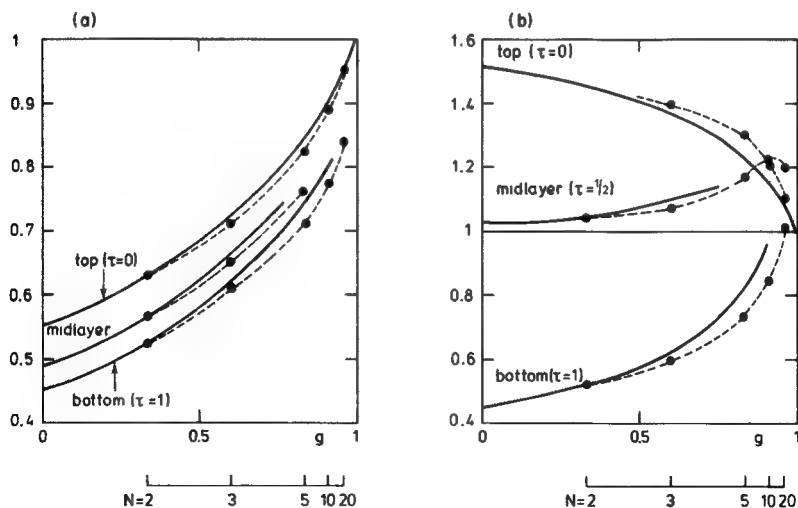 (a)
1
0.9
0.8
0.7
0.6
0.5
0.4
top (τ=0)
midlayer
bottom (τ=1)
0
0.5
g
1
N=2
3
5
10
20
(b)
1.6
1.4
1.2
1
0.8
0.6
0.4
top (τ=0)
midlayer (τ=1/2)
bottom(τ=1)
0
0.5
g
1
N=2
3
5
10
20